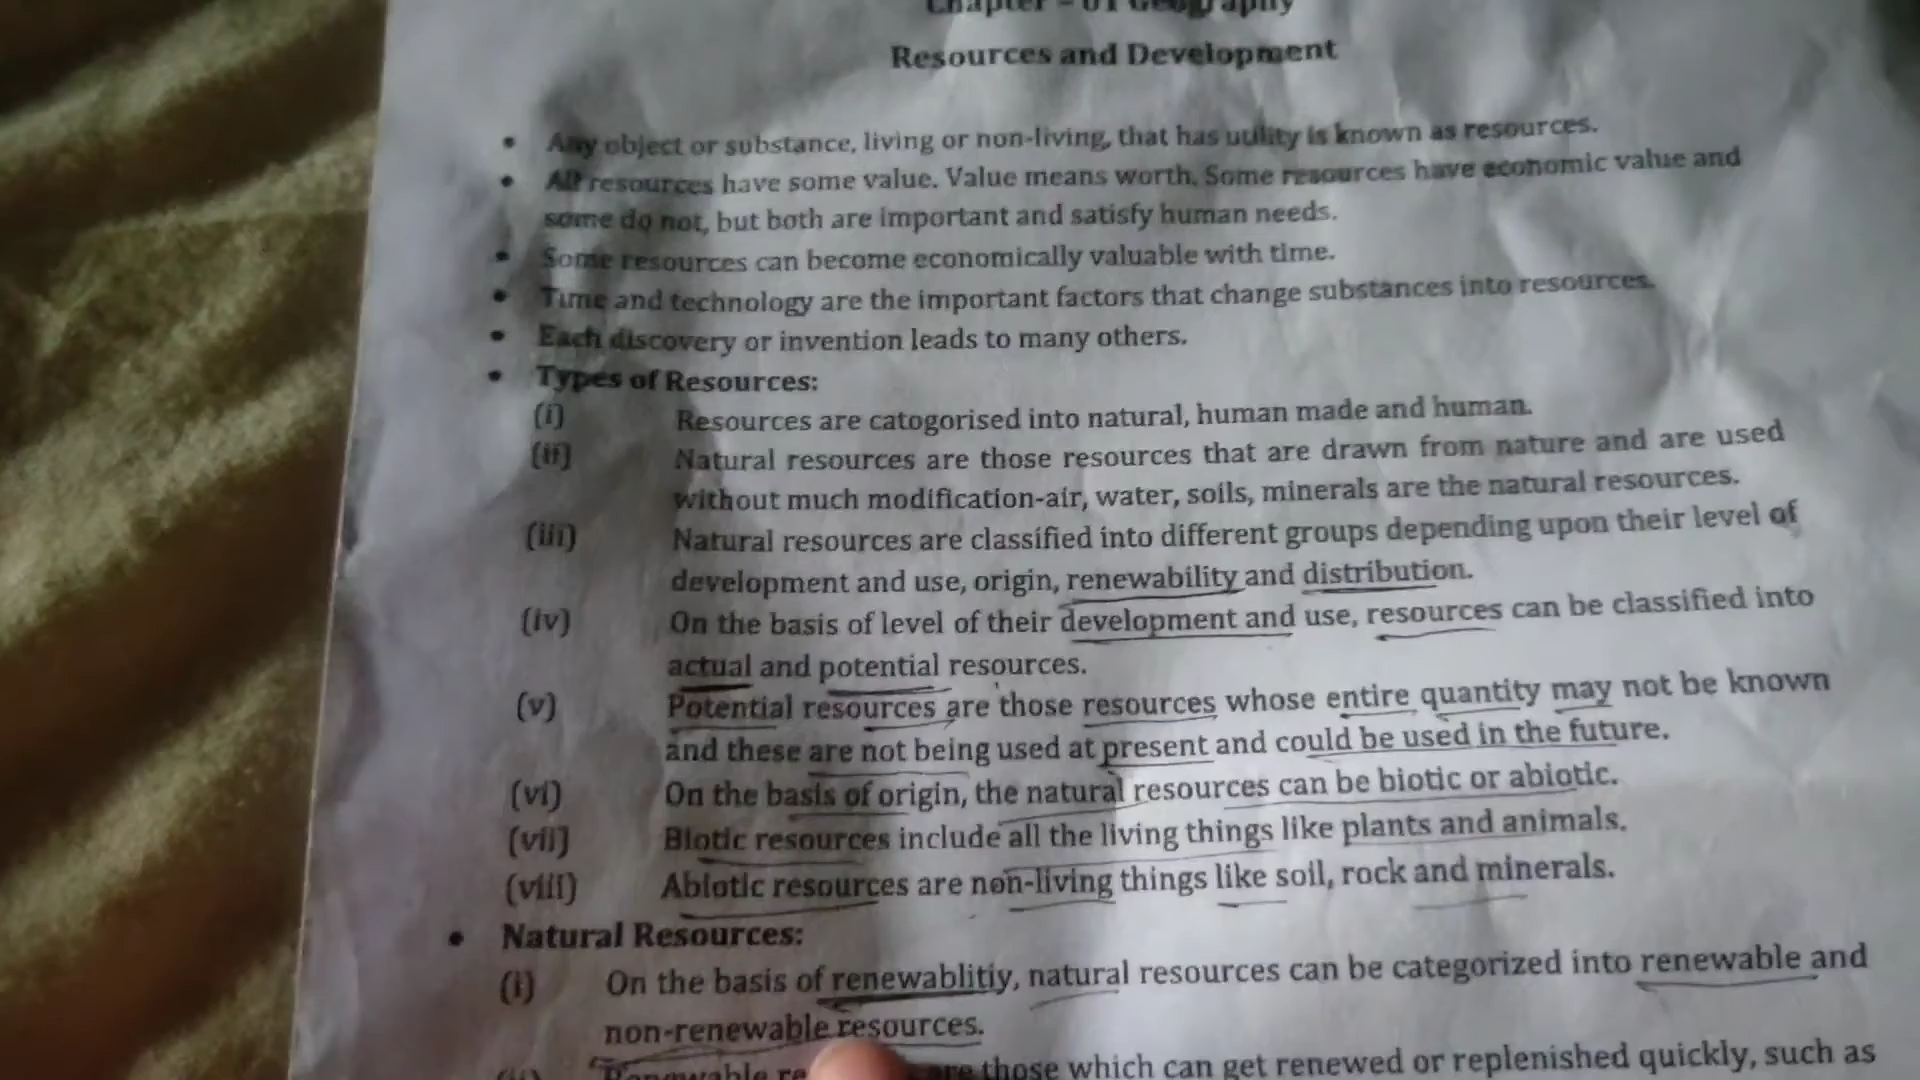 Chapter - 01 Geography
Resources and Development
• Any object or substance, living or non-living, that has utility is known as resources.
• All resources have some value. Value means worth. Some resources have economic value and
some do not, but both are important and satisfy human needs.
• Some resources can become economically valuable with time.
• Time and technology are the important factors that change substances into resources.
• Each discovery or invention leads to many others.
• Types of Resources:
(i) Resources are catogorised into natural, human made and human.
(ii) Natural resources are those resources that are drawn from nature and are used
without much modification-air, water, soils, minerals are the natural resources.
(iii) Natural resources are classified into different groups depending upon their level of
development and use, origin, renewability and distribution.
(iv) On the basis of level of their development and use, resources can be classified into
actual and potential resources.
(v) Potential resources are those resources whose entire quantity may not be known
and these are not being used at present and could be used in the future.
(vi) On the basis of origin, the natural resources can be biotic or abiotic.
(vii) Biotic resources include all the living things like plants and animals.
(viii) Abiotic resources are non-living things like soil, rock and minerals.
• Natural Resources:
(i) On the basis of renewablitiy, natural resources can be categorized into renewable and
non-renewable resources.
(ii) Renewable are those which can get renewed or replenished quickly, such as